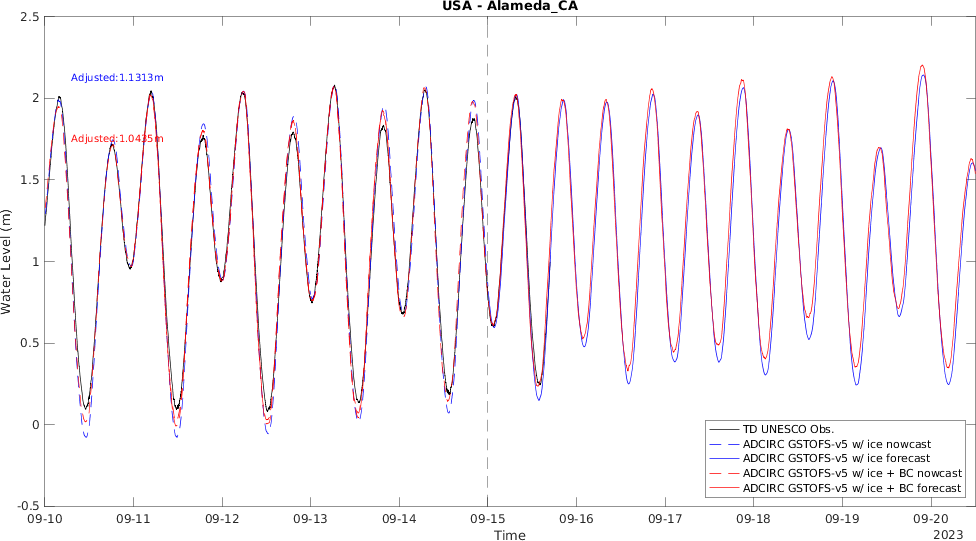 USA - Alameda_CA
2.5
2
1.5
1
0.5
0
-0.5
Water Level (m)
Adjusted:1.1313m
Adjusted:1.0435m
TD UNESCO Obs.
ADCIRC GSTOFS-v5 w/ ice nowcast
ADCIRC GSTOFS-v5 w/ ice forecast
ADCIRC GSTOFS-v5 w/ ice + BC nowcast
ADCIRC GSTOFS-v5 w/ ice + BC forecast
09-10 09-11 09-12 09-13 09-14 09-15 09-16 09-17 09-18 09-19 09-20
Time
2023